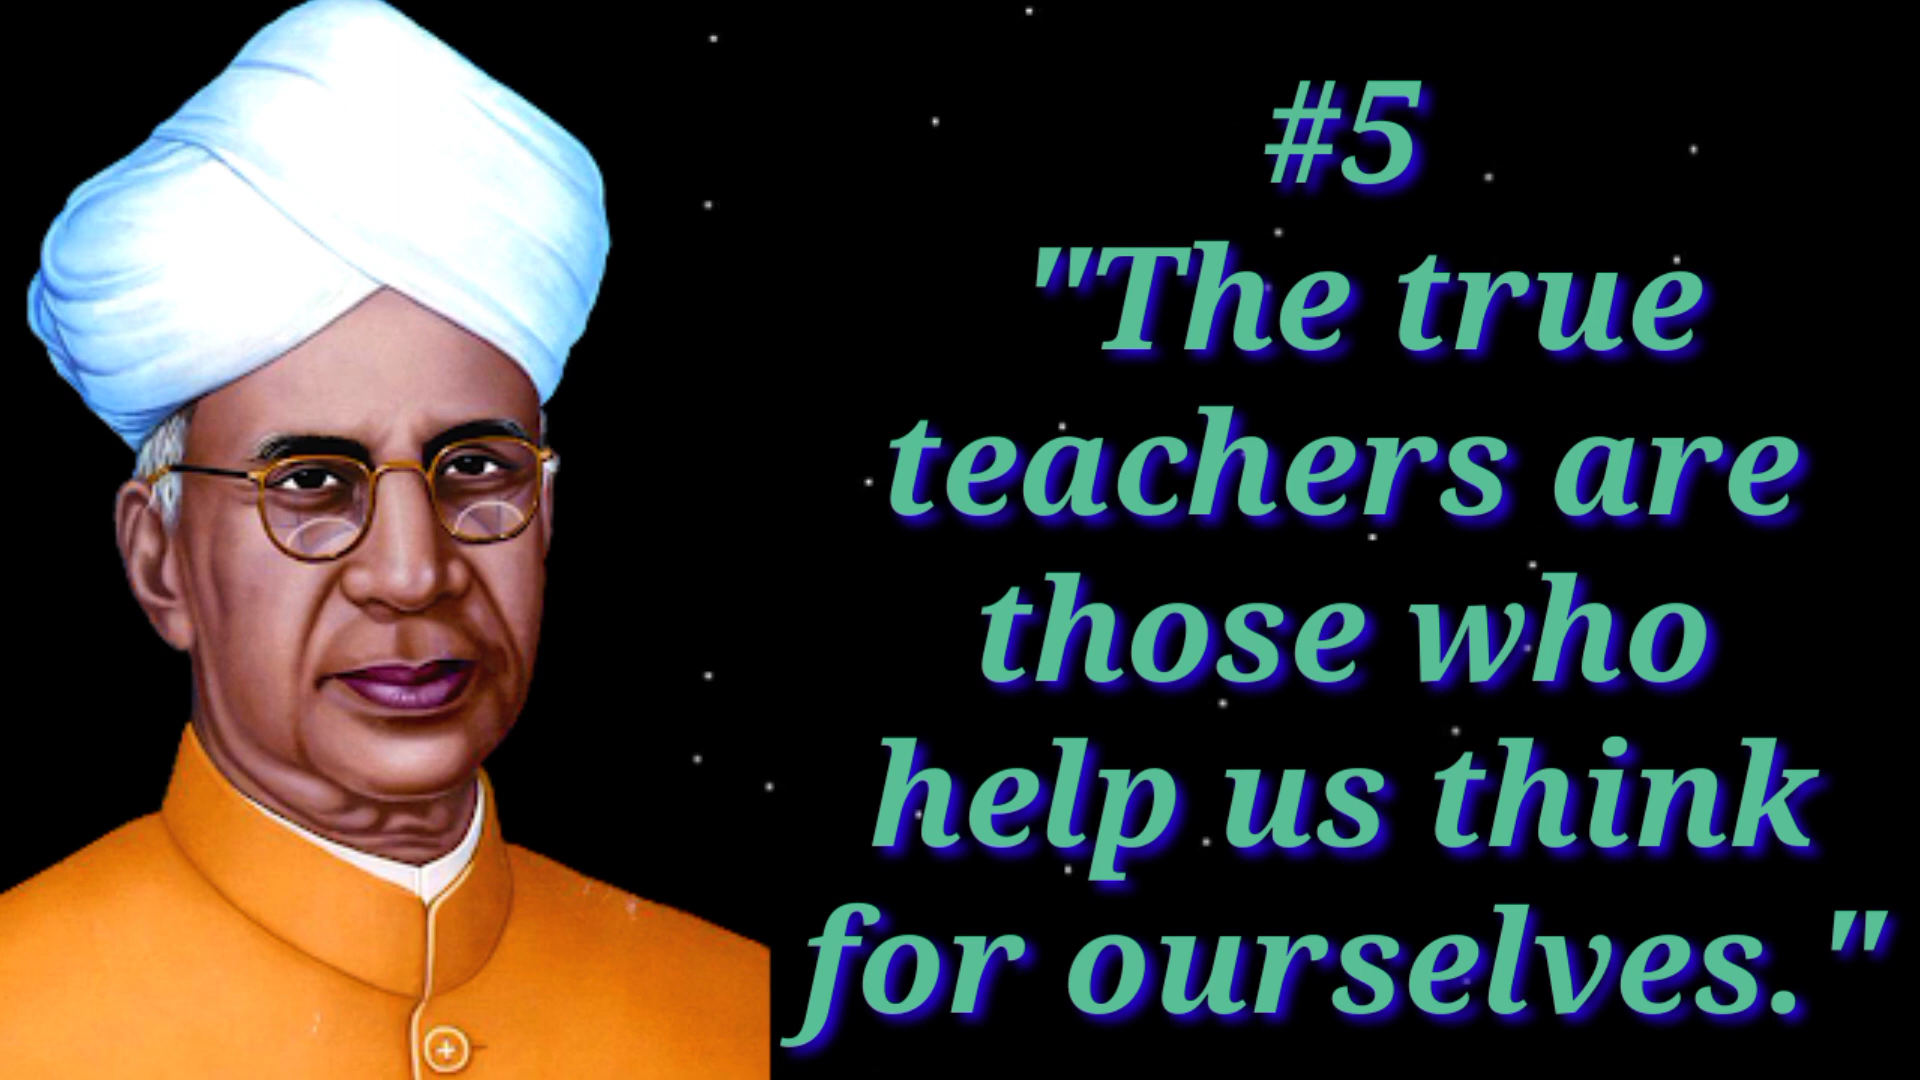 #5
"The true
teachers are
those who
help us think
for ourselves."